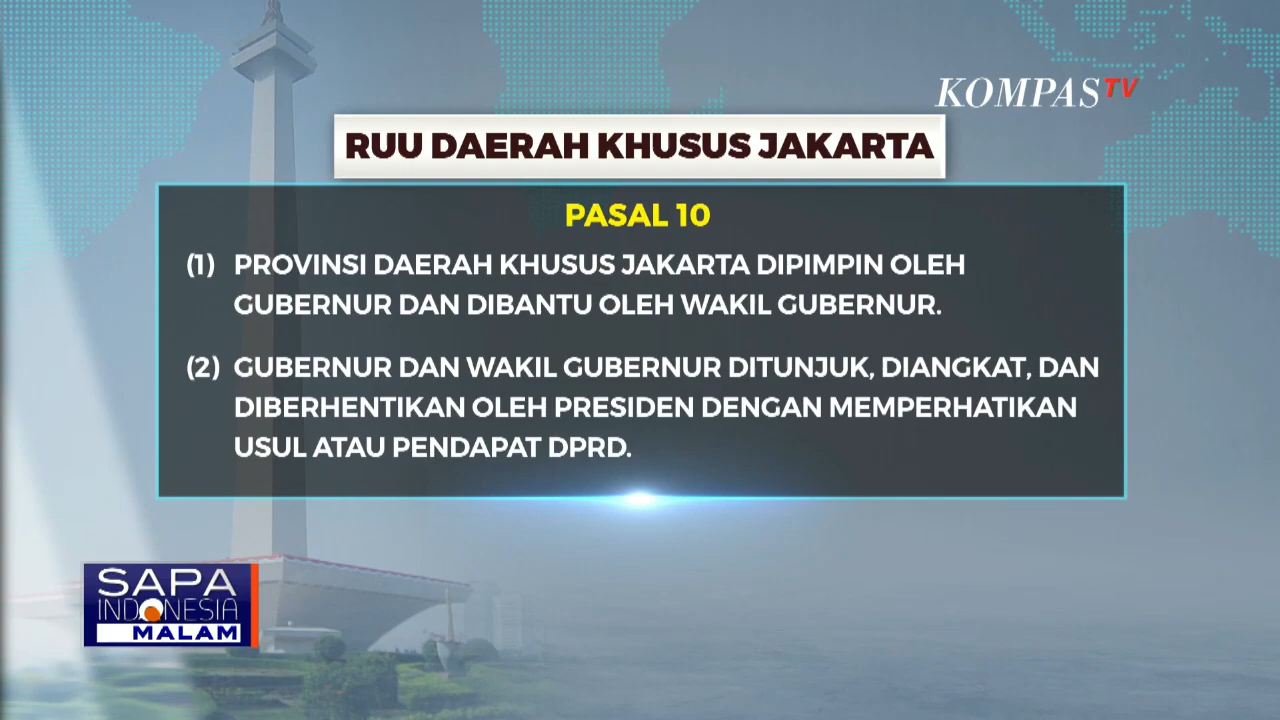 KOMPASTV
RUU DAERAH KHUSUS JAKARTA
PASAL 10
(1) PROVINSI DAERAH KHUSUS JAKARTA DIPIMPIN OLEH
GUBERNUR DAN DIBANTU OLEH WAKIL GUBERNUR.
(2) GUBERNUR DAN WAKIL GUBERNUR DITUNJUK, DIANGKAT, DAN
DIBERHENTIKAN OLEH PRESIDEN DENGAN MEMPERHATIKAN
USUL ATAU PENDAPAT DPRD.
SAPA
INDONESIA
MALAM